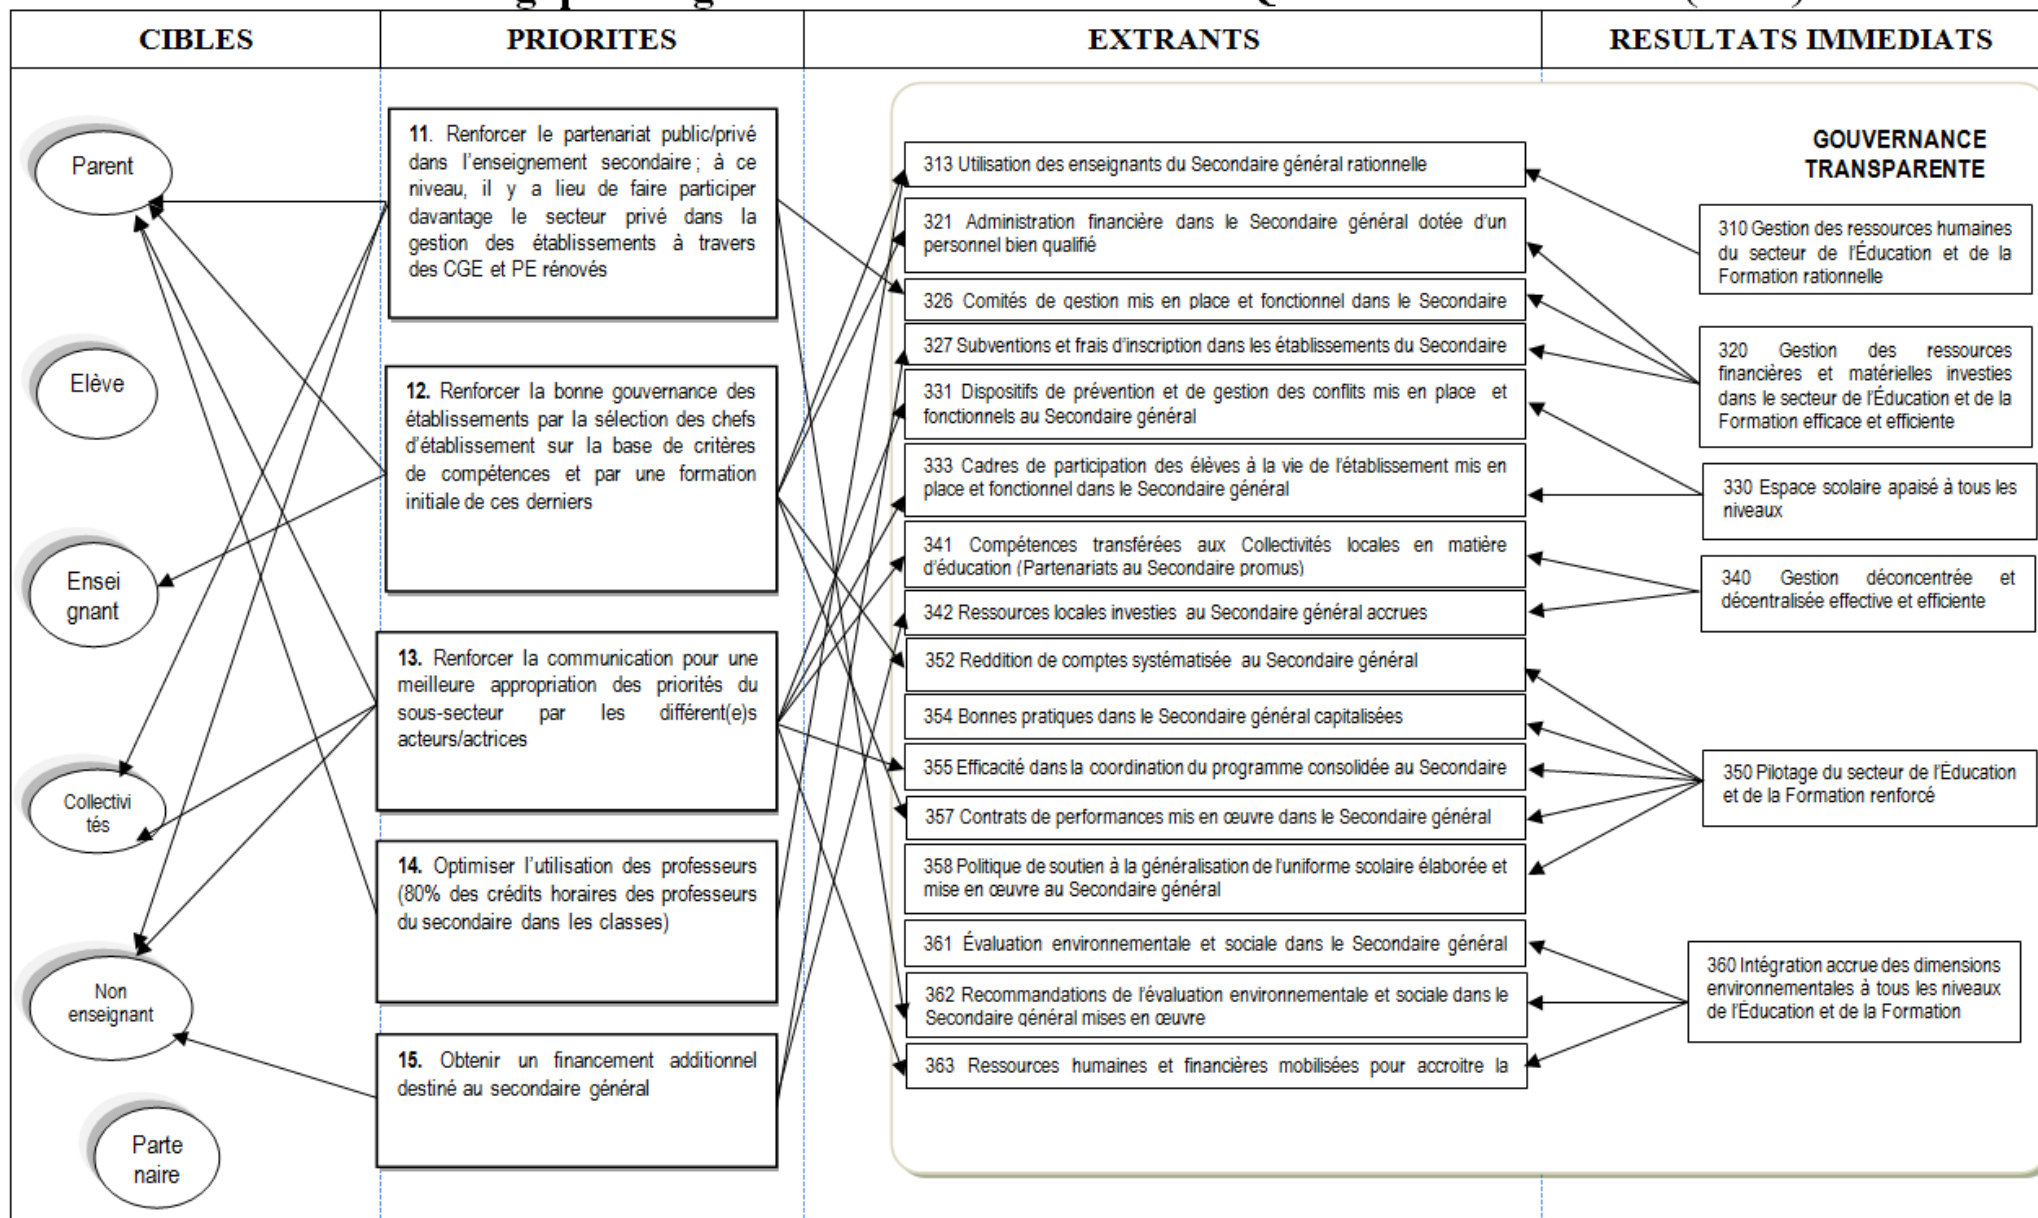 CIBLES
PRIORITES
EXTRANTS
RESULTATS IMMEDIATS
Parent
Elève
Ensei
gnant
Collectivi
tés
Non
enseignant
Parte
naire
11. Renforcer le partenariat public/privé
dans l'enseignement secondaire ; à ce
niveau, il y a lieu de faire participer
davantage le secteur privé dans la
gestion des établissements à travers
des CGE et PE rénovés
12. Renforcer la bonne gouvernance des
établissements par la sélection des chefs
d'établissement sur la base de critères
de compétences et par une formation
initiale de ces derniers
13. Renforcer la communication pour une
meilleure appropriation des priorités du
sous-secteur par les différent(e)s
acteurs/actrices
14. Optimiser l'utilisation des professeurs
(80% des crédits horaires des professeurs
du secondaire dans les classes)
15. Obtenir un financement additionnel
destiné au secondaire général
313 Utilisation des enseignants du Secondaire général rationnelle
321 Administration financière dans le Secondaire général dotée d'un
personnel bien qualifié
326 Comités de gestion mis en place et fonctionnel dans le Secondaire
327 Subventions et frais d'inscription dans les établissements du Secondaire
331 Dispositifs de prévention et de gestion des conflits mis en place et
fonctionnels au Secondaire général
333 Cadres de participation des élèves à la vie de l'établissement mis en
place et fonctionnel dans le Secondaire général
341 Compétences transférées aux Collectivités locales en matière
d'éducation (Partenariats au Secondaire promus)
342 Ressources locales investies au Secondaire général accrues
352 Reddition de comptes systématisée au Secondaire général
354 Bonnes pratiques dans le Secondaire général capitalisées
355 Efficacité dans la coordination du programme consolidée au Secondaire
357 Contrats de performances mis en œuvre dans le Secondaire général
358 Politique de soutien à la généralisation de l'uniforme scolaire élaborée et
mise en œuvre au Secondaire général
361 Évaluation environnementale et sociale dans le Secondaire général
362 Recommandations de l'évaluation environnementale et sociale dans le
Secondaire général mises en œuvre
363 Ressources humaines et financières mobilisées pour accroitre la
GOUVERNANCE
TRANSPARENTE
310 Gestion des ressources humaines
du secteur de l'Éducation et de la
Formation rationnelle
320 Gestion des ressources
financières et matérielles investies
dans le secteur de l'Éducation et de la
Formation efficace et efficiente
330 Espace scolaire apaisé à tous les
niveaux
340 Gestion déconcentrée et
décentralisée effective et efficiente
350 Pilotage du secteur de l'Éducation
et de la Formation renforcé
360 Intégration accrue des dimensions
environnementales à tous les niveaux
de l'Éducation et de la Formation